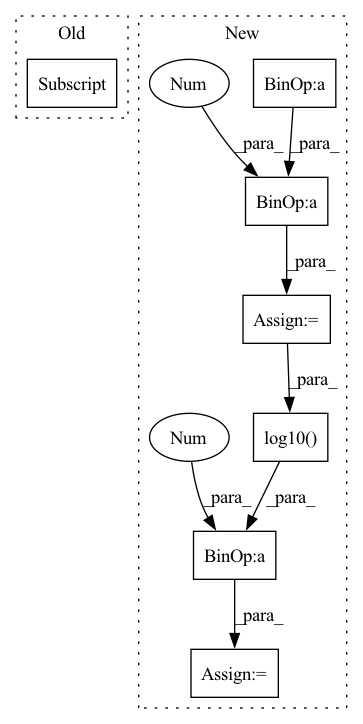 Old
New
Subscript
Num
BinOp:a
_para_
_para_
BinOp:a
_para_
Assign:=
_para_
Num
log10()
_para_
_para_
BinOp:a
_para_
Assign:=